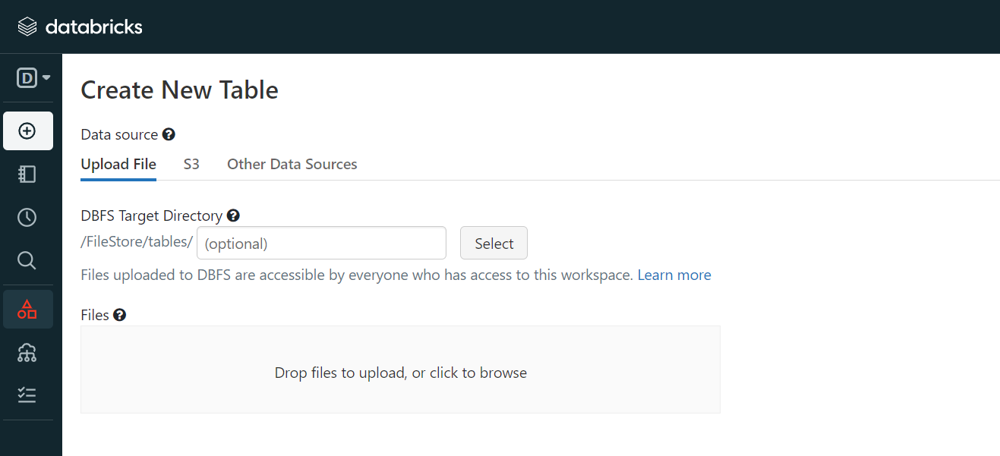 databricks
D
Create New Table
Data source ?
Upload File S3 Other Data Sources
DBFS Target Directory ?
/FileStore/tables/ (optional) Select
Files uploaded to DBFS are accessible by everyone who has access to this workspace. Learn more
Files ?
Drop files to upload, or click to browse